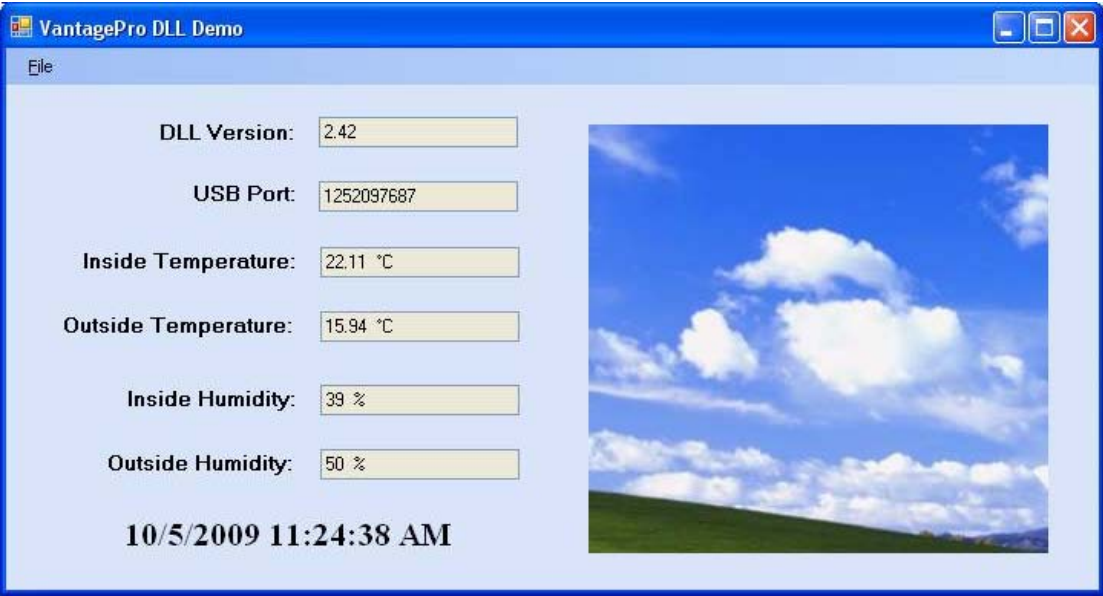 VantagePro DLL Demo
File
DLL Version: 2.42
USB Port: 1252097687
Inside Temperature: 22.11 °C
Outside Temperature: 15.94 °C
Inside Humidity: 39 %
Outside Humidity: 50 %
10/5/2009 11:24:38 AM